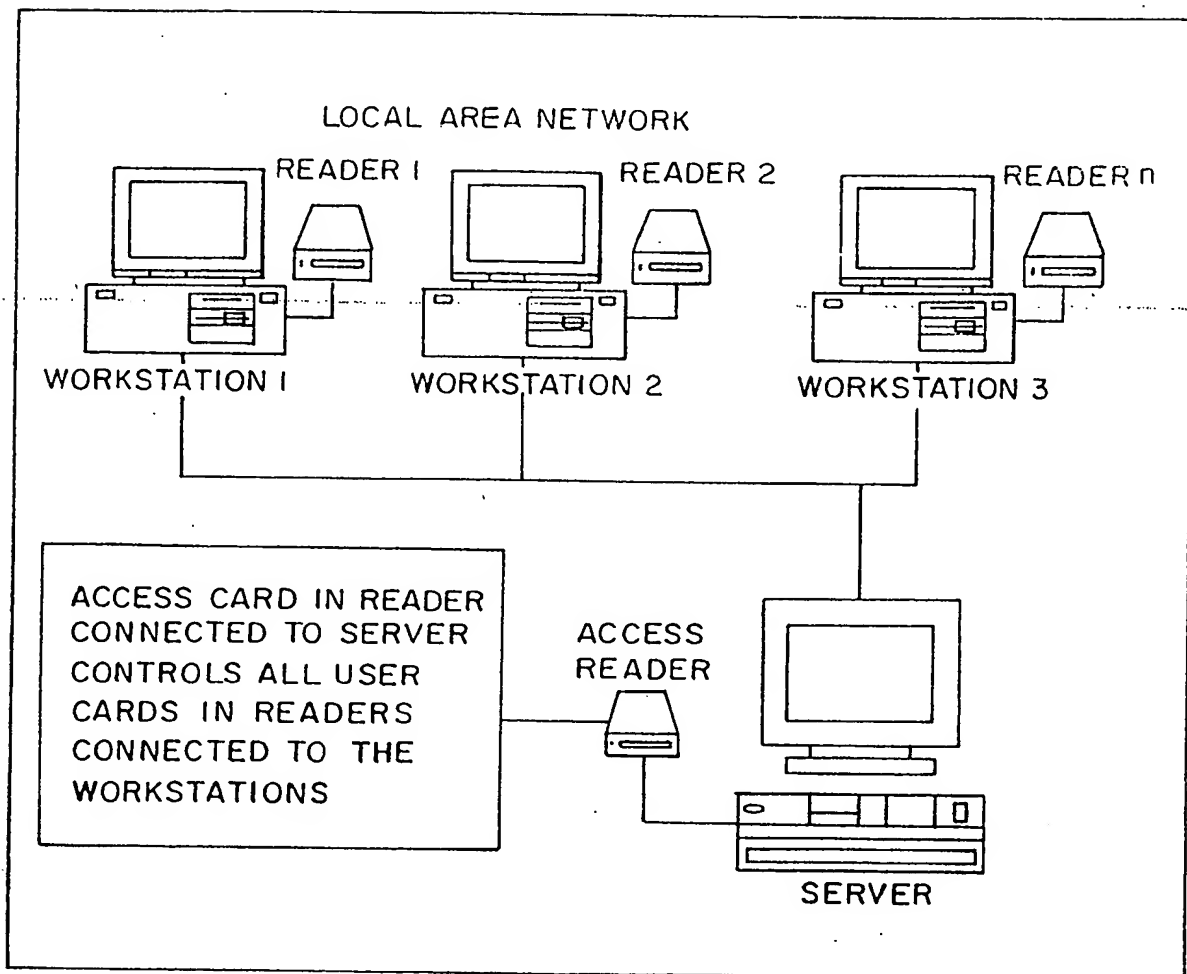 LOCAL AREA NETWORK
READER 1
READER 2
READER n
WORKSTATION 1
WORKSTATION 2
WORKSTATION 3
ACCESS CARD IN READER
CONNECTED TO SERVER
CONTROLS ALL USER
CARDS IN READERS
CONNECTED TO THE
WORKSTATIONS
ACCESS
READER
SERVER